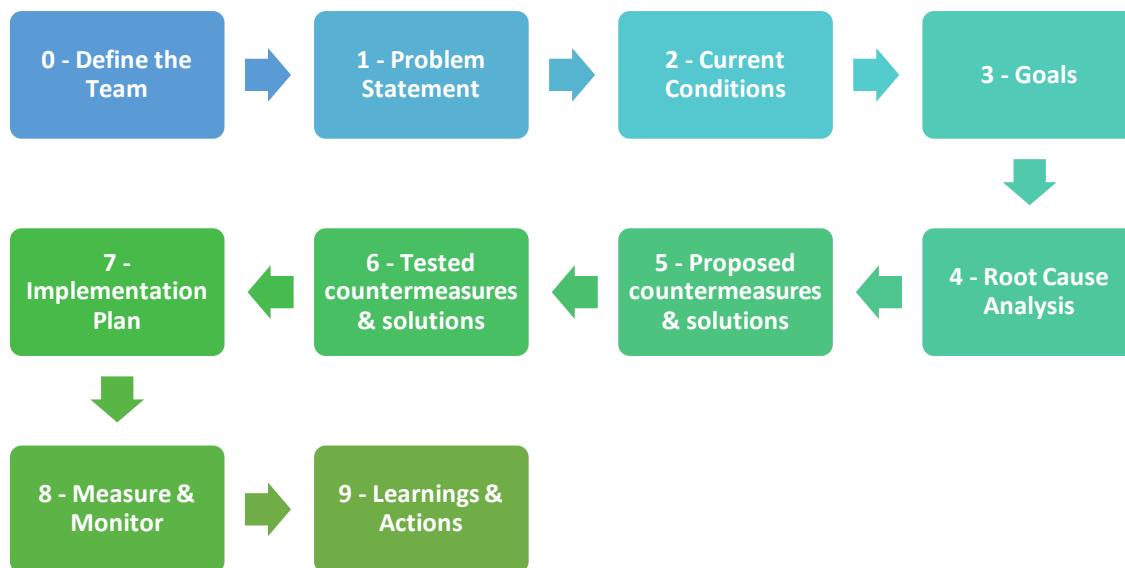 0 - Define the
Team
1 - Problem
Statement
2 - Current
Conditions
3 - Goals
4 - Root Cause
Analysis
5 - Proposed
countermeasures
& solutions
6 - Tested
countermeasures
& solutions
7 -
Implementation
Plan
8 - Measure &
Monitor
9 - Learnings &
Actions